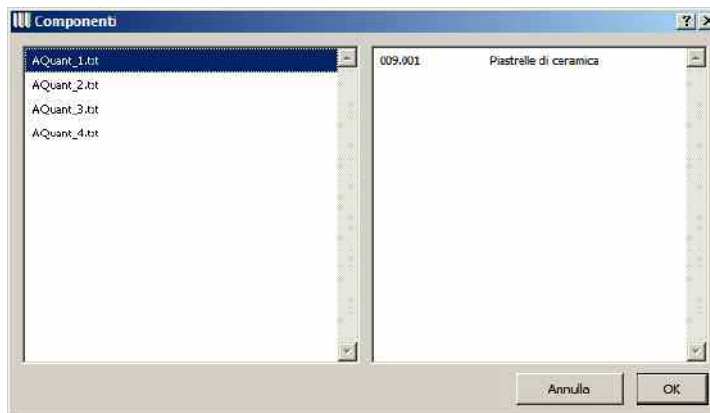 Componenti
AQuant_1.txt
AQuant_2.txt
AQuant_3.txt
AQuant_4.txt
009.001 Piastrelle di ceramica
Annulla OK